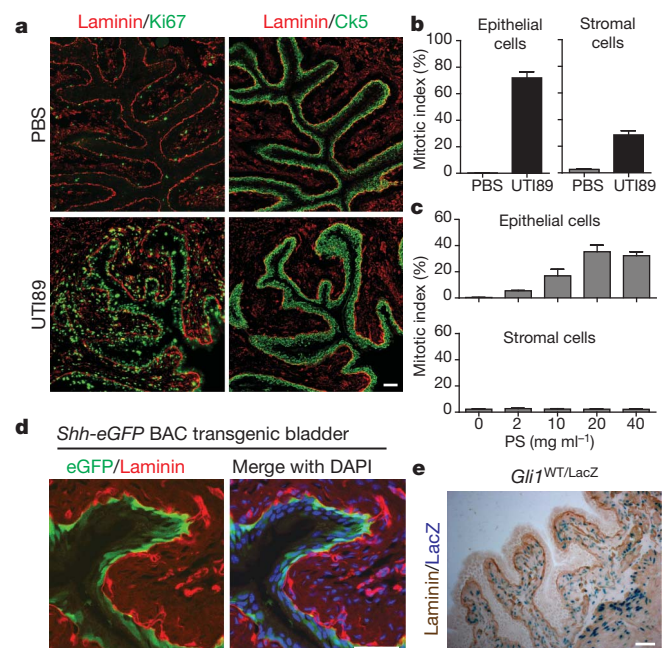 a
Laminin/Ki67
Laminin/Ck5
PBS
UTI89
b
Epithelial cells
Stromal cells
Mitotic index (%)
80
60
40
20
0
PBS UTI89
PBS UTI89
c
Epithelial cells
Mitotic index (%)
60
40
20
0
Stromal cells
60
40
20
0
0 2 10 20 40
PS (mg ml⁻¹)
d
Shh-eGFP BAC transgenic bladder
eGFP/Laminin
Merge with DAPI
e
Gli1WT/LacZ
Laminin/LacZ